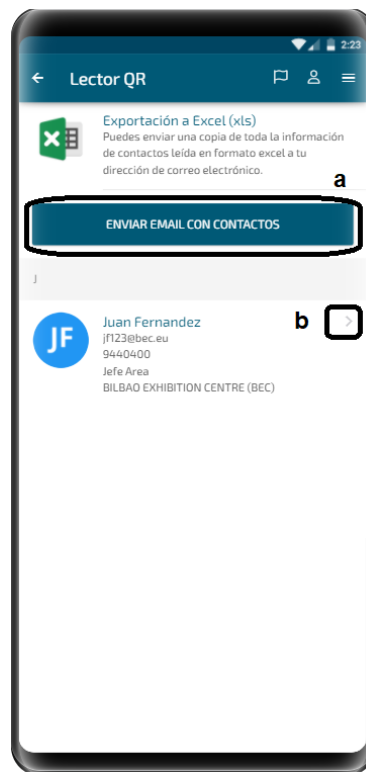 2:23
Lector QR
Exportación a Excel (xls)
Puedes enviar una copia de toda la información
de contactos leída en formato excel a tu
dirección de correo electrónico.
a
ENVIAR EMAIL CON CONTACTOS
J
JF
Juan Fernandez
b
jf123@bec.eu
9440400
Jefe Area
BILBAO EXHIBITION CENTRE (BEC)